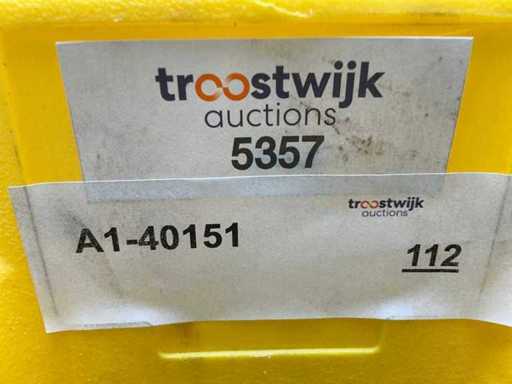 troostwijk
auctions
5357
troostwijk
auctions
A1-40151
112